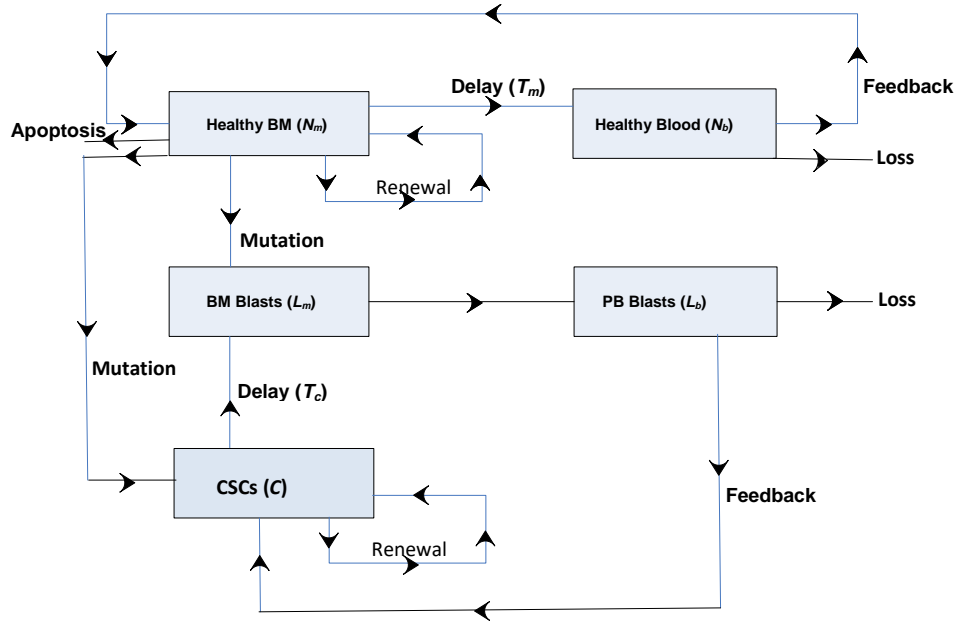 Delay (Tm)
Feedback
Healthy BM (Nm)
Healthy Blood (Nb)
Apoptosis
Loss
Renewal
Mutation
BM Blasts (Lm)
PB Blasts (Lb)
Loss
Mutation
Delay (Tc)
CSCs (C)
Feedback
Renewal